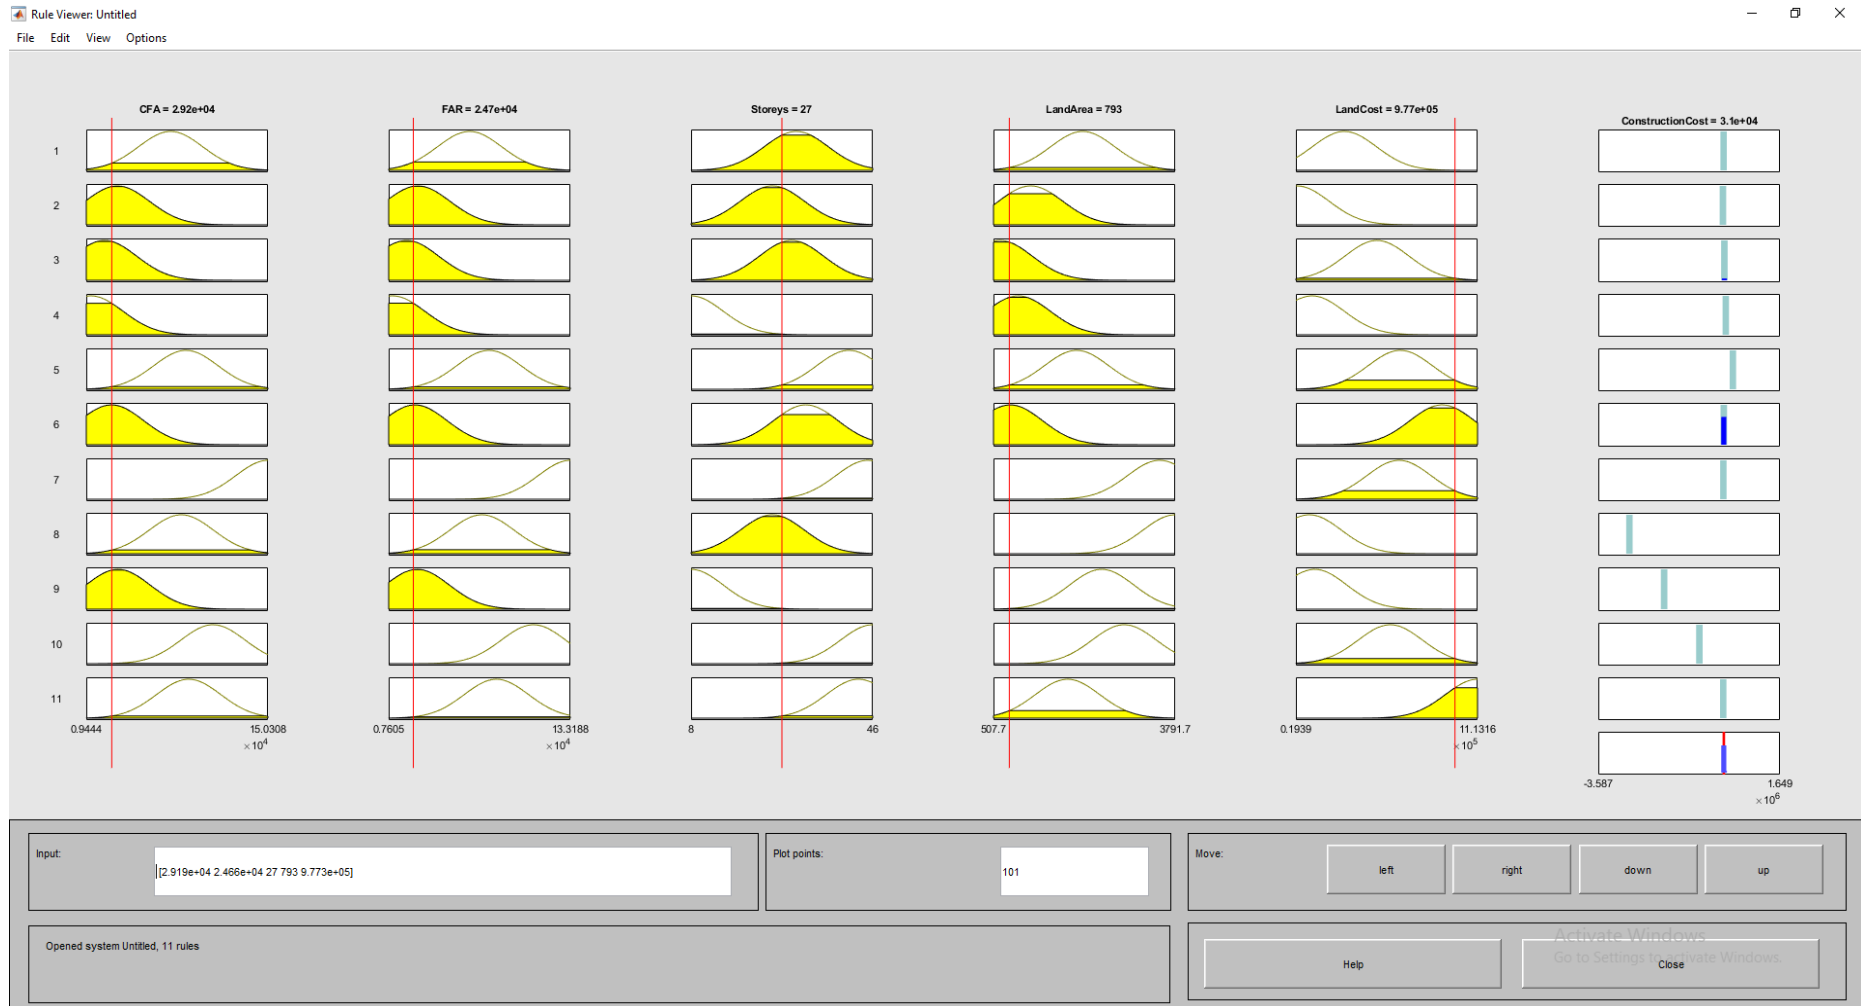 Rule Viewer: Untitled
File Edit View Options
CFA = 2.92e+04 FAR = 2.47e+04 Storeys = 27 LandArea = 793 LandCost = 9.77e+05
ConstructionCost = 3.1e+04
1
2
3
4
5
6
7
8
9
10
11
0.9444 15.0308 0.7605 13.3188 8 46 507.7 3791.7 0.1939 11.1316
×10⁴ ×10⁴ ×10⁵
-3.587 1.649
×10⁶
Input: Plot points: Move:
[2.919e+04 2.466e+04 27 793 9.773e+05] 101 left right down up
Opened system Untitled, 11 rules
Activate Windows
Go to Settings to activate Windows.
Help Close